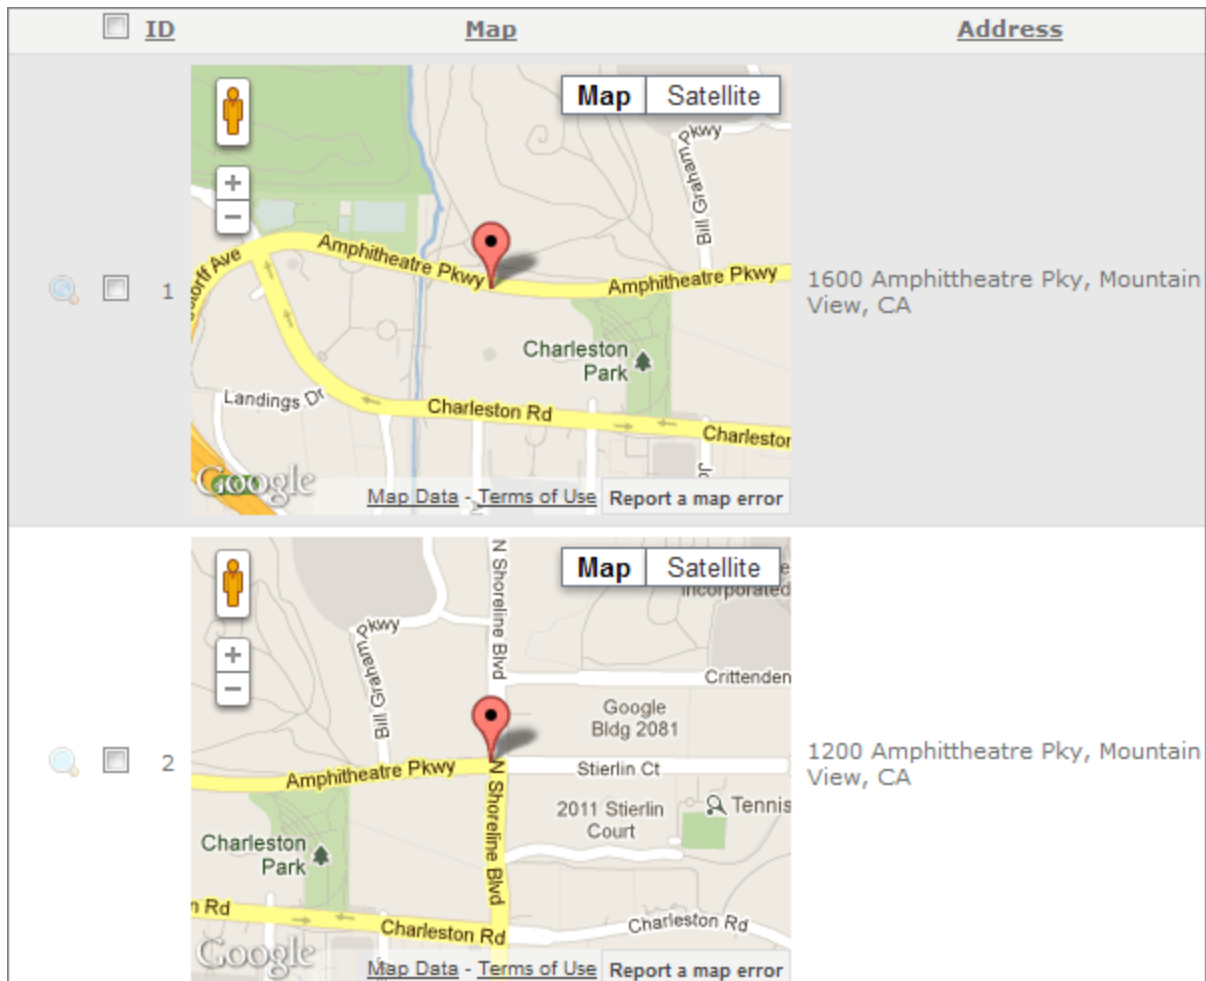 ID
Map
Address
Map
Satellite
Pkwy
Bill Graham
Amphitheatre Pkwy
Amphitheatre Pkwy
Ave
+
−
1
1600 Amphittheatre Pky, Mountain
View, CA
Charleston
Park
Landings Dr
Charleston Rd
Charleston
Google
Map Data - Terms of Use
Report a map error
Map
Satellite
Incorporated
N Shoreline Blvd
Pkwy
Bill Graham
+
−
Crittenden
Google
Bldg 2081
2
1200 Amphittheatre Pky, Mountain
View, CA
Amphitheatre Pkwy
Stierlin Ct
N Shoreline Blvd
2011 Stierlin
Court
Tennis
Charleston
Park
Rd
Charleston Rd
Charleston Rd
Google
Map Data - Terms of Use
Report a map error